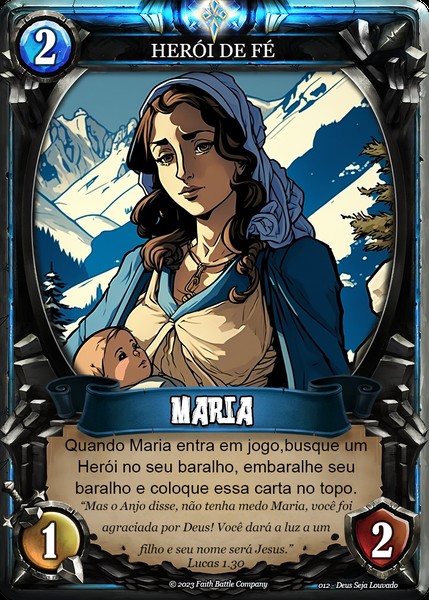 2
HERÓI DE FÉ
MARIA
Quando Maria entra em jogo,busque um
Herói no seu baralho, embaralhe seu
baralho e coloque essa carta no topo.
“Mas o Anjo disse, não tenha medo Maria, você foi
agraciada por Deus! Você dará a luz a um
filho e seu nome será Jesus.”
Lucas 1.30
1
2
© 2023 Faith Battle Company
012 - Deus Seja Louvado